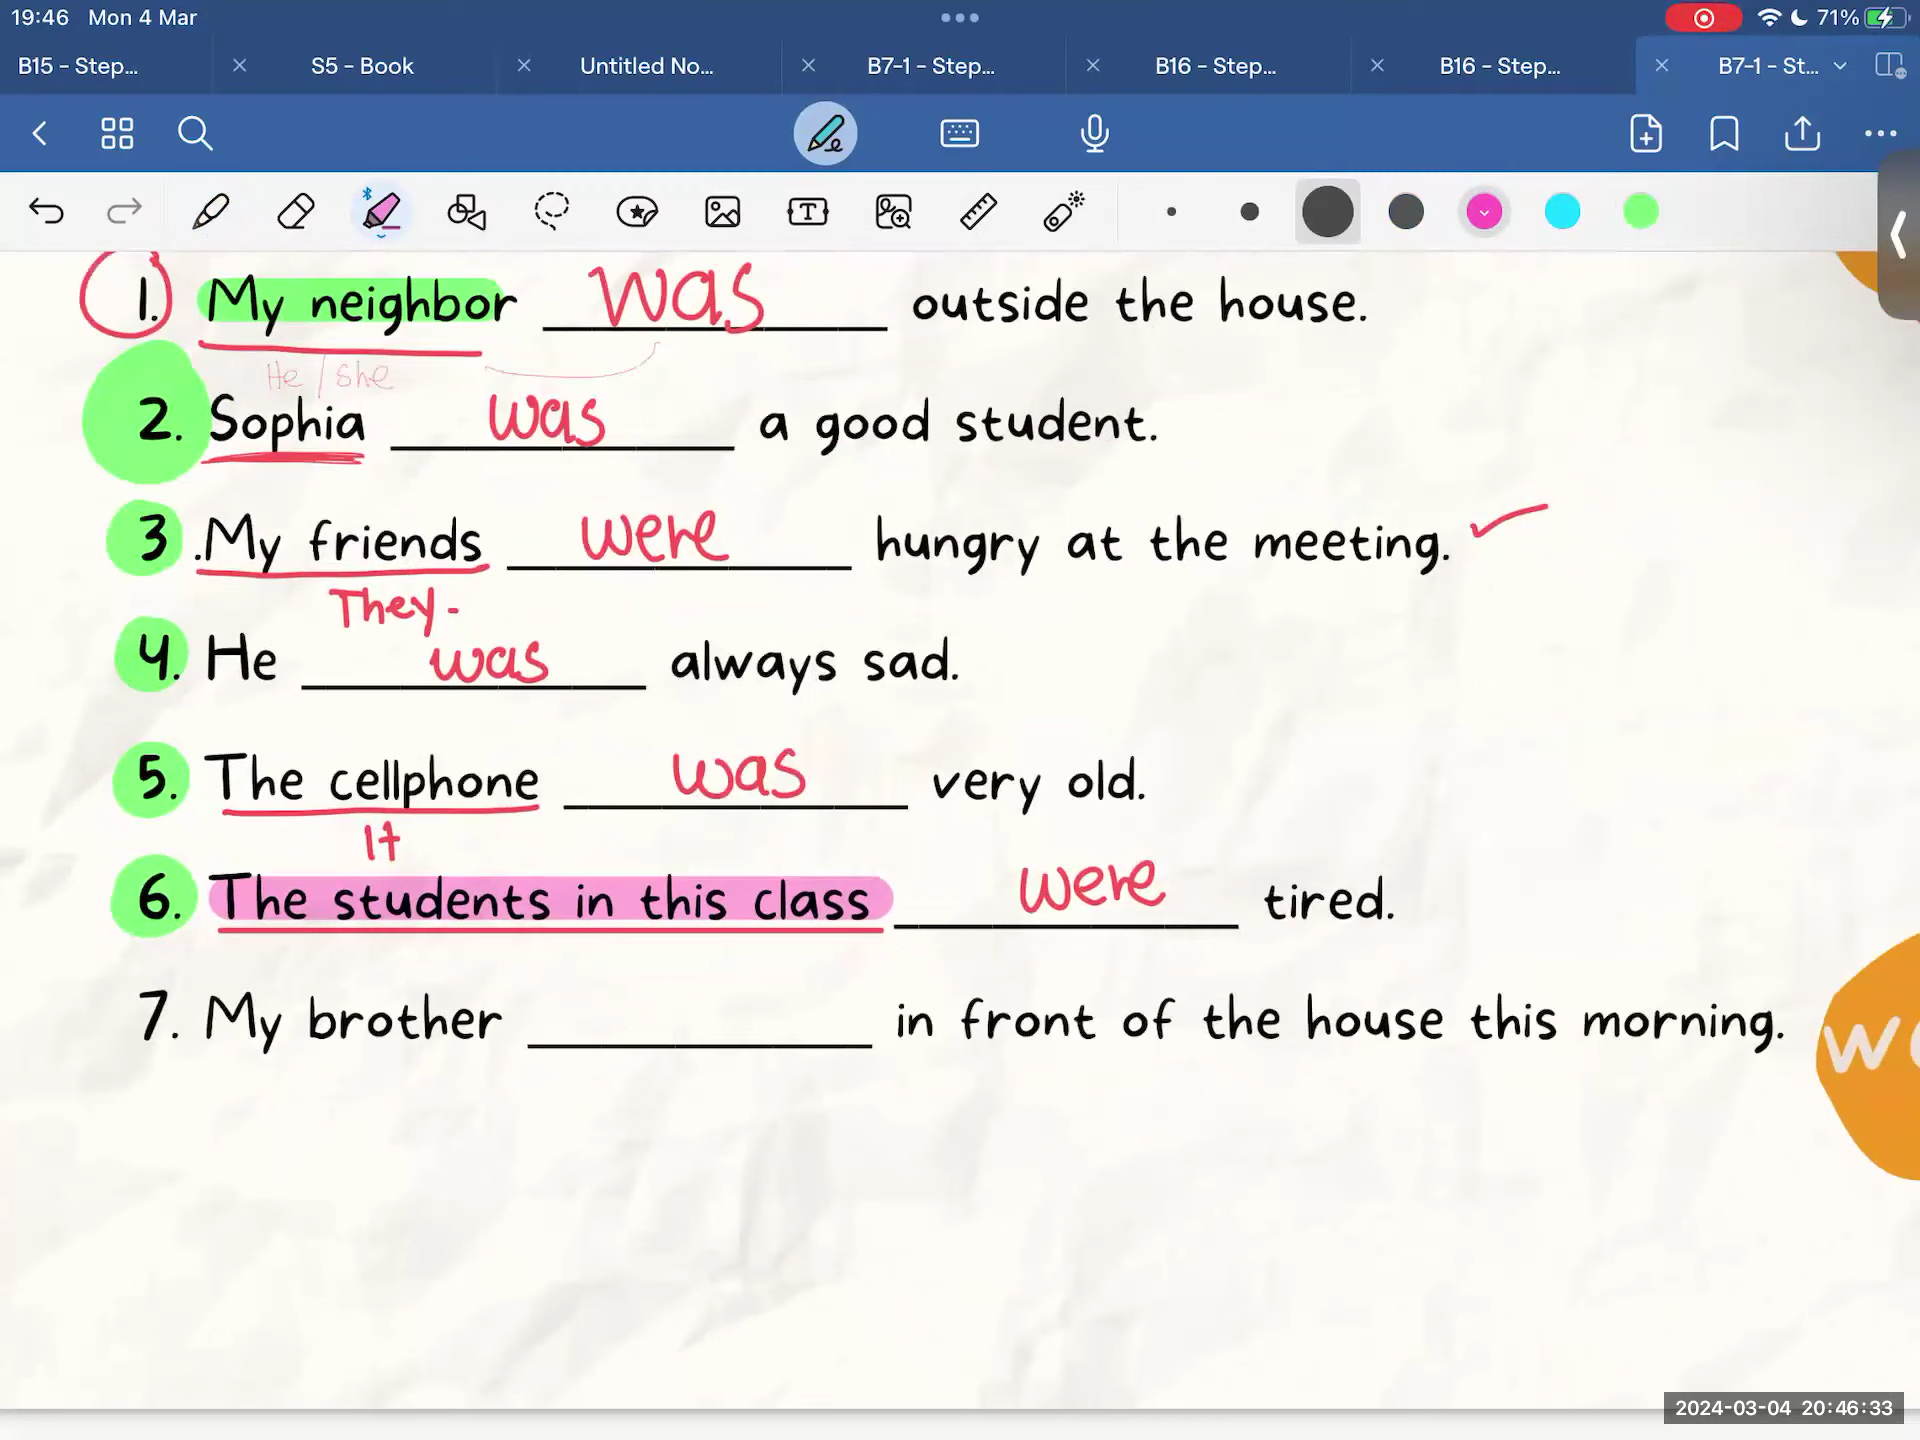 19:46 Mon 4 Mar 71%
B15 - Step... S5 - Book Untitled No... B7-1 - Step... B16 - Step... B16 - Step... B7-1 - St...
1. My neighbor was outside the house.
He / she
2. Sophia was a good student.
3 .My friends were hungry at the meeting.
They -
4. He was always sad.
5. The cellphone was very old.
It
6. The students in this class were tired.
7. My brother ____________ in front of the house this morning.
2024-03-04 20:46:33